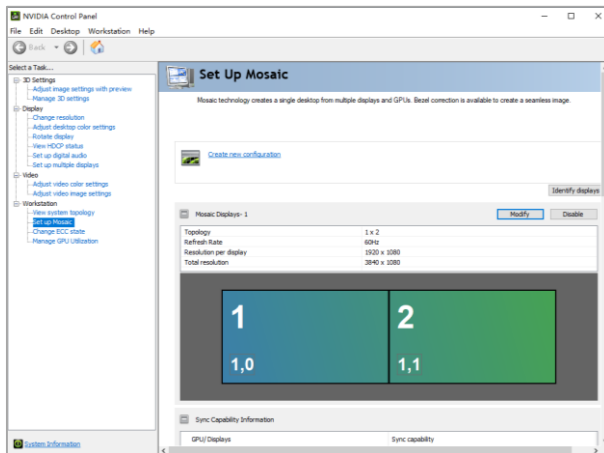 NVIDIA Control Panel
File Edit Desktop Workstation Help
Back
Select a Task...
3D Settings
Adjust image settings with preview
Manage 3D settings
Display
Change resolution
Adjust desktop color settings
Rotate display
View HDCP status
Set up digital audio
Set up multiple displays
Video
Adjust video color settings
Adjust video image settings
Workstation
View system topology
Set up Mosaic
Change ECC state
Manage GPU Utilization
System Information
Set Up Mosaic
Mosaic technology creates a single desktop from multiple displays and GPUs. Bezel correction is available to create a seamless image.
Create new configuration
Identify displays
Mosaic Displays- 1 Modify Disable
Topology 1 x 2
Refresh Rate 60Hz
Resolution per display 1920 x 1080
Total resolution 3840 x 1080
1 2
1,0 1,1
Sync Capability Information
GPU/Displays Sync capability